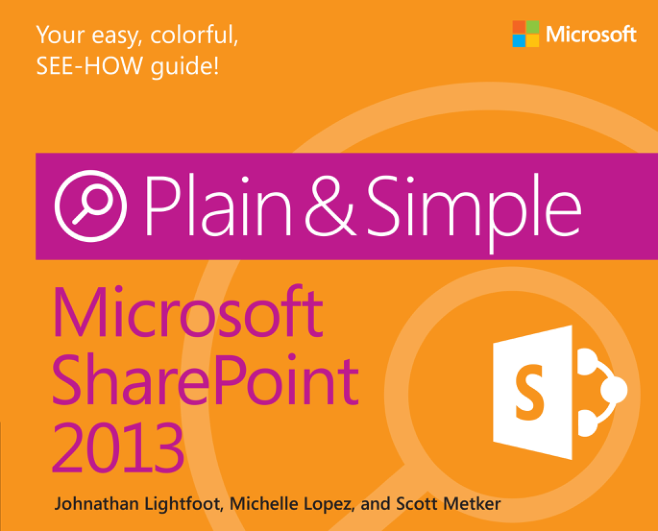 Your easy, colorful,
SEE-HOW guide!
Microsoft
Plain & Simple
Microsoft
SharePoint
2013
S
Johnathan Lightfoot, Michelle Lopez, and Scott Metker